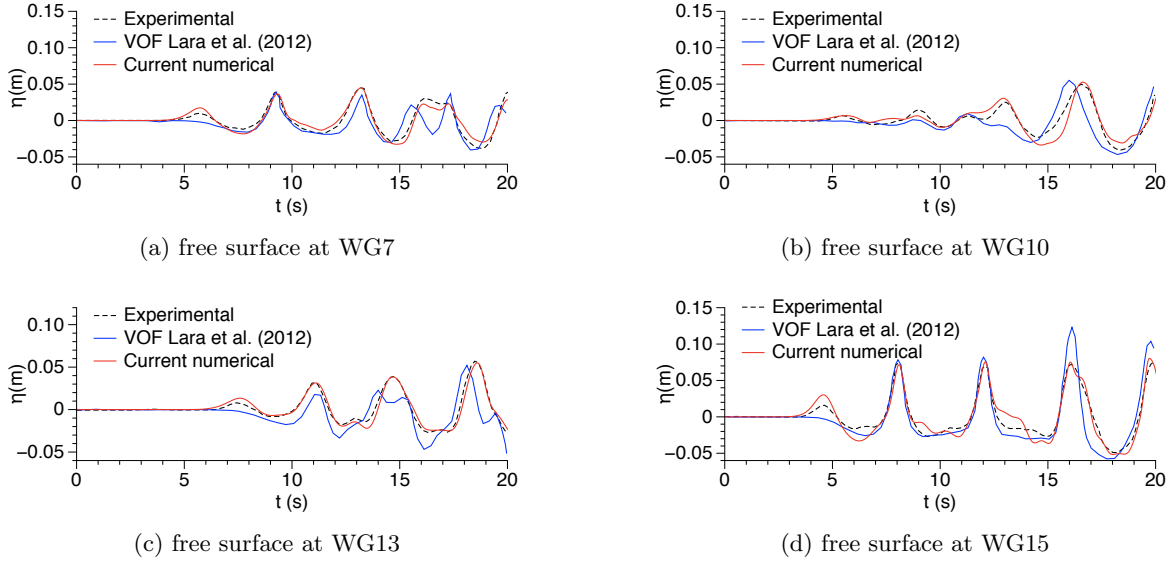 0.15
0.10
0.05
0
−0.05
η(m)
Experimental
VOF Lara et al. (2012)
Current numerical
0 5 10 15 20
t (s)
(a) free surface at WG7
0.15
0.10
0.05
0
−0.05
η(m)
Experimental
VOF Lara et al. (2012)
Current numerical
0 5 10 15 20
t (s)
(b) free surface at WG10
0.10
0.05
0
−0.05
η(m)
Experimental
VOF Lara et al. (2012)
Current numerical
0 5 10 15 20
t (s)
(c) free surface at WG13
0.15
0.10
0.05
0
−0.05
η(m)
Experimental
VOF Lara et al. (2012)
Current numerical
0 5 10 15 20
t (s)
(d) free surface at WG15